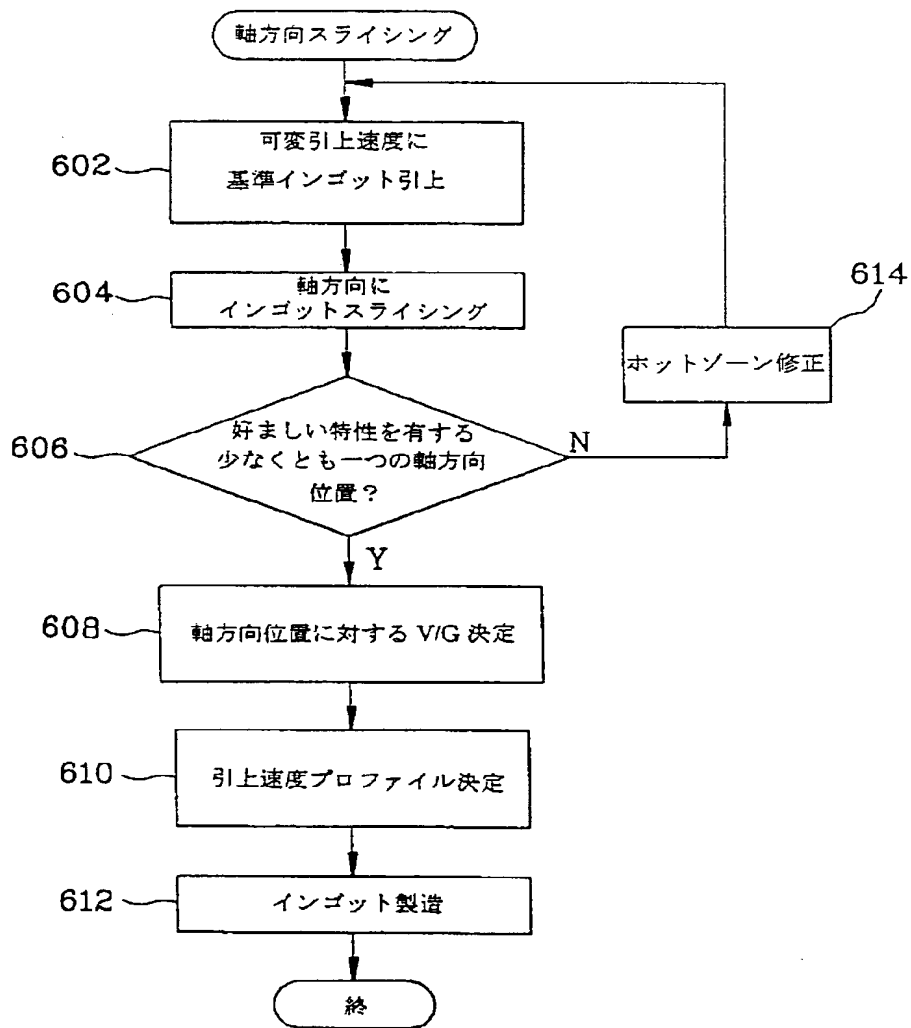 軸方向スライシング
602
可変引上速度に
基準インゴット引上
604
軸方向に
インゴットスライシング
614
ホットゾーン修正
606
好ましい特性を有する
少なくとも一つの軸方向
位置？
N
Y
608
軸方向位置に対する V/G 決定
610
引上速度プロファイル決定
612
インゴット製造
終